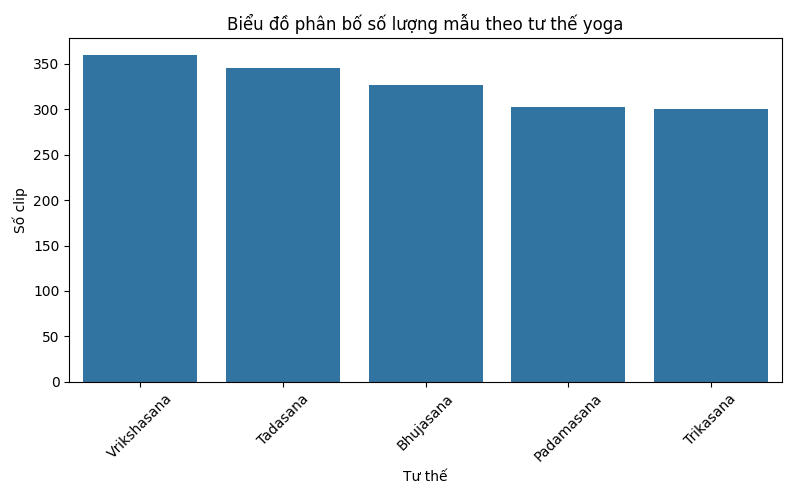 Biểu đồ phân bố số lượng mẫu theo tư thế yoga
Số clip
350
300
250
200
150
100
50
0
Vrikshasana
Tadasana
Bhujasana
Padamasana
Trikasana
Tư thế